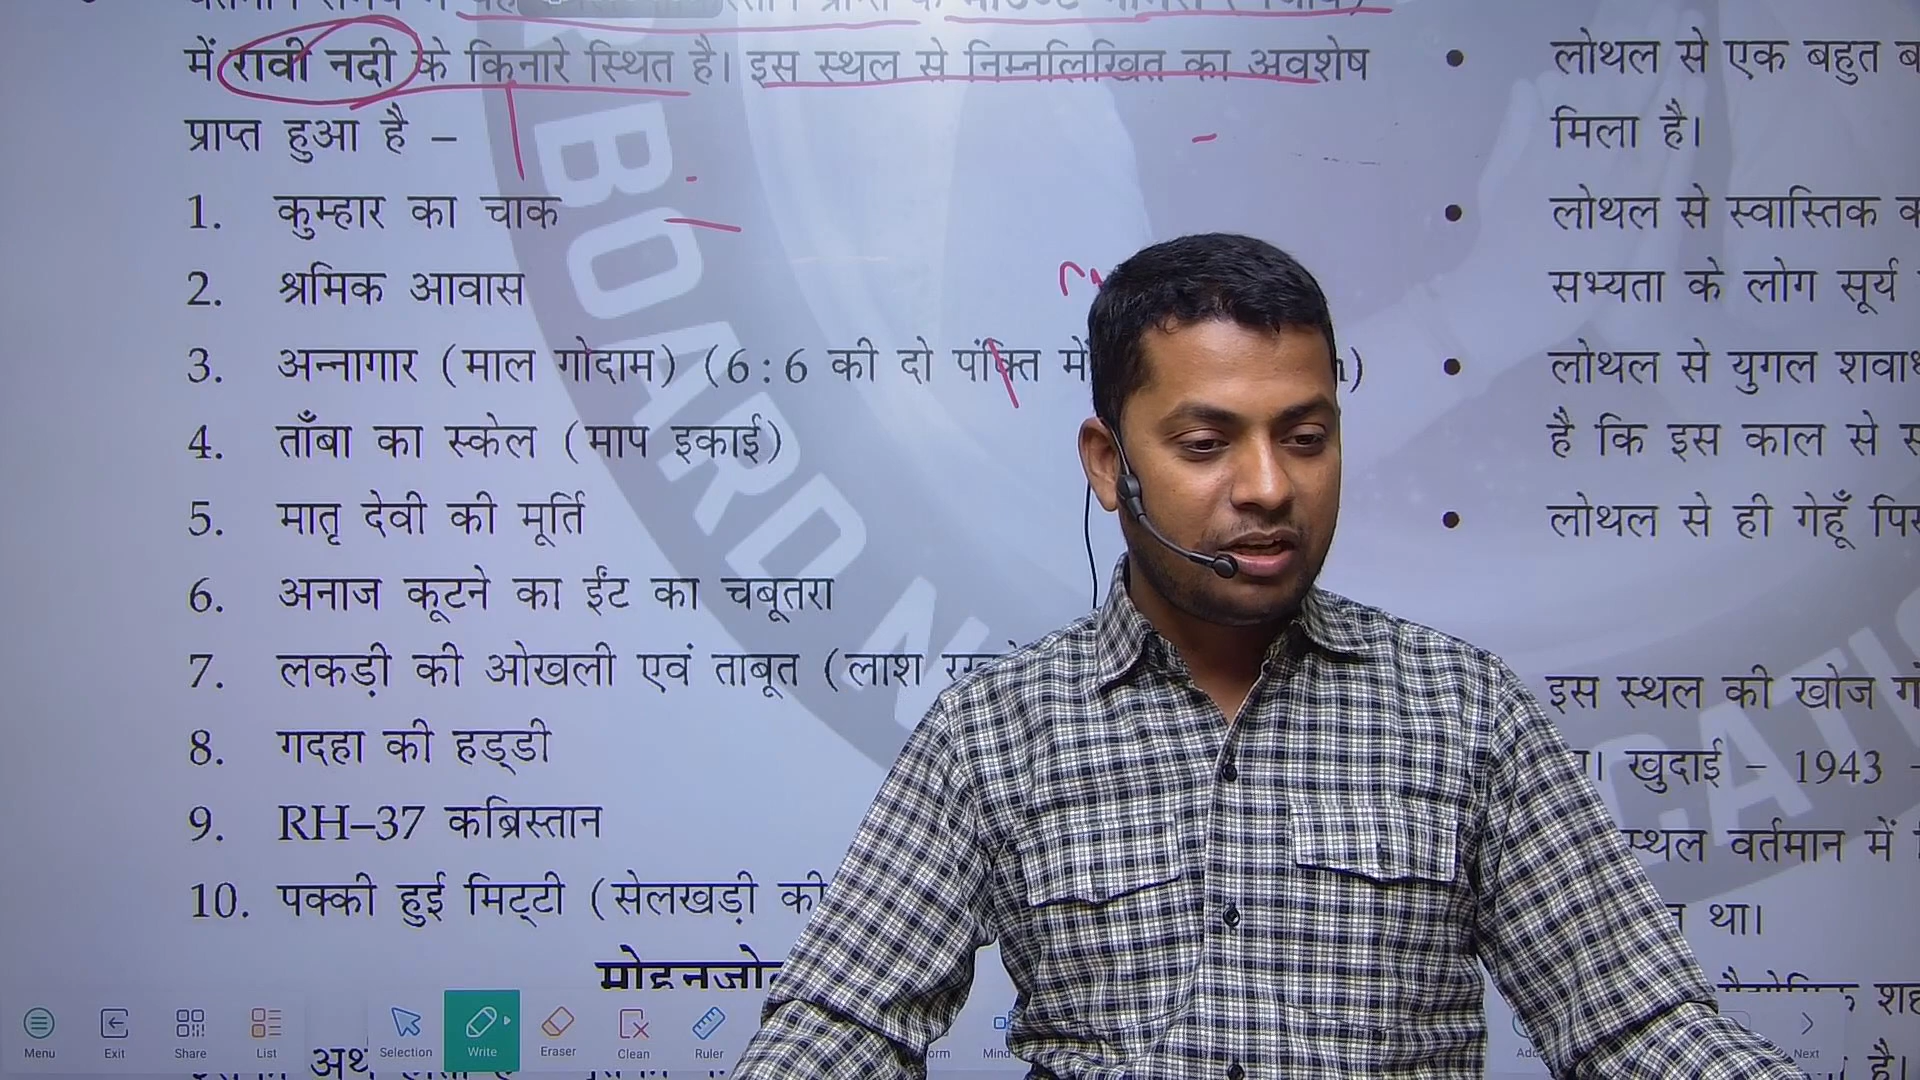 में रावी नदी के किनारे स्थित है। इस स्थल से निम्नलिखित का अवशेष
प्राप्त हुआ है –
1. कुम्हार का चाक
2. श्रमिक आवास
3. अन्नागार (माल गोदाम) (6 : 6 की दो पंक्ति में
4. ताँबा का स्केल (माप इकाई)
5. मातृ देवी की मूर्ति
6. अनाज कूटने का ईंट का चबूतरा
7. लकड़ी की ओखली एवं ताबूत (लाश
8. गदहा की हड्डी
9. RH–37 कब्रिस्तान
10. पक्की हुई मिट्टी (सेलखड़ी की
• लोथल से एक बहुत
मिला है।
• लोथल से स्वास्तिक
सभ्यता के लोग सूर्य
• लोथल से युगल
है कि इस काल से
• लोथल से ही गेहूँ
इस स्थल की खोज
खुदाई – 1943 –
वर्तमान में
था।
है।
BOARD
Menu
Exit
Share
List
Selection
Write
Eraser
Clean
Ruler
Next